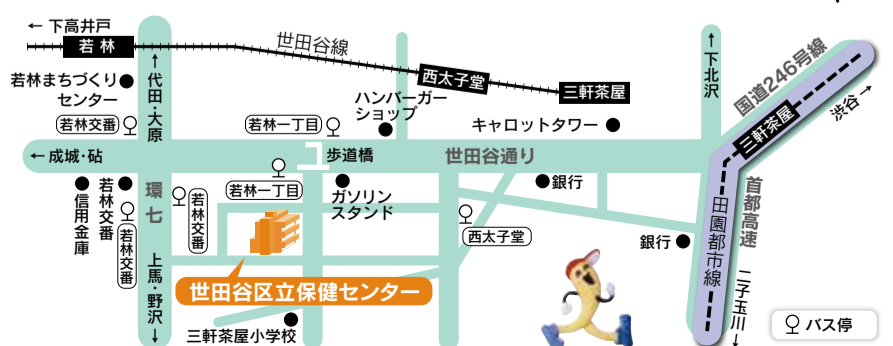 ← 下高井戸
若林
世田谷線
西太子堂
三軒茶屋
↑下北沢
国道246号線
三軒茶屋
渋谷→
若林まちづくり
センター
↑代田・大原
ハンバーガー
ショップ
若林交番
若林一丁目
キャロットタワー
← 成城・砧
歩道橋
世田谷通り
若林一丁目
ガソリン
スタンド
銀行
信用金庫
若林交番
若林交番
環七
若林交番
西太子堂
銀行
首都高速
田園都市線
上馬・野沢↓
世田谷区立保健センター
三軒茶屋小学校
二子玉川↓
バス停